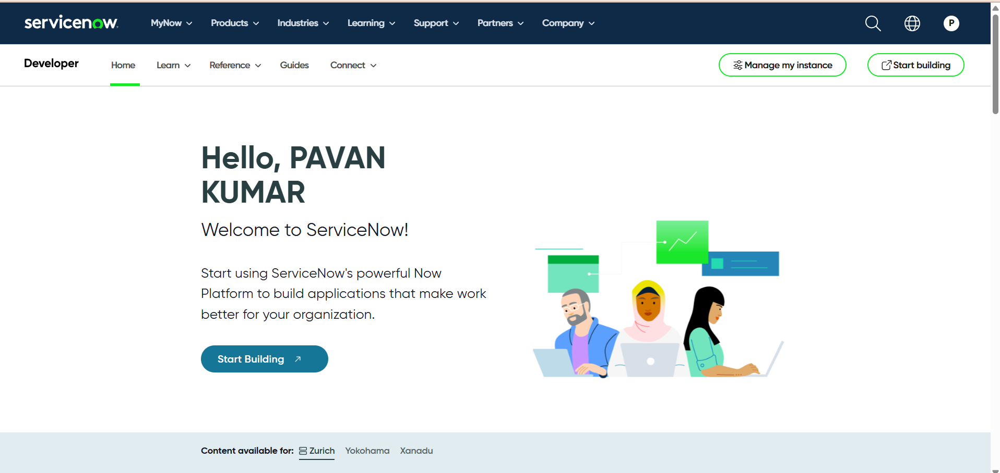 servicenow
MyNow
Products
Industries
Learning
Support
Partners
Company
P
Developer
Home
Learn
Reference
Guides
Connect
Manage my instance
Start building
Hello, PAVAN
KUMAR
Welcome to ServiceNow!
Start using ServiceNow's powerful Now
Platform to build applications that make work
better for your organization.
Start Building
Content available for: Zurich Yokohama Xanadu